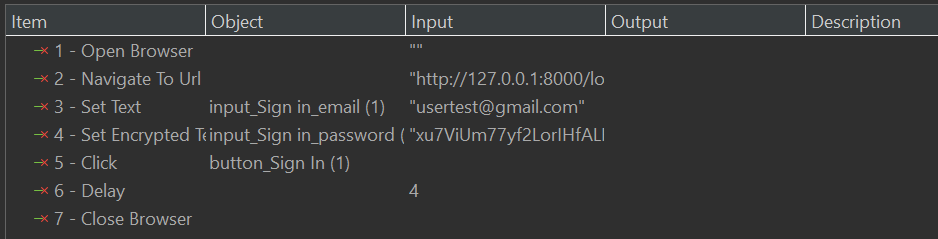 Item Object Input Output Description
1 - Open Browser ""
2 - Navigate To Url "http://127.0.0.1:8000/lo
3 - Set Text input_Sign in_email (1) "usertest@gmail.com"
4 - Set Encrypted Te input_Sign in_password ( "xu7ViUm77yf2LorIHfALI
5 - Click button_Sign In (1)
6 - Delay 4
7 - Close Browser